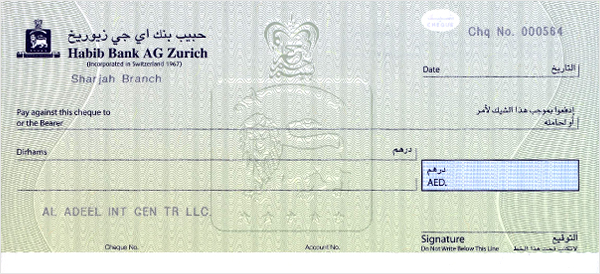 حبيب بنك اي جي زيوريخ
Habib Bank AG Zurich
(Incorporated in Switzerland 1967)
Sharjah Branch
Chq No. 000564
Date التاريخ
Pay against this cheque to إدفعوا بموجب هذا الشيك لأمر
or the Bearer أو لحامله
Dirhams درهم
درهم
AED.
AL ADEEL INT GEN TR LLC.
Signature التوقيع
Do Not Write Below This Line لا تكتب تحت هذا الخط
Cheque No. Account No.